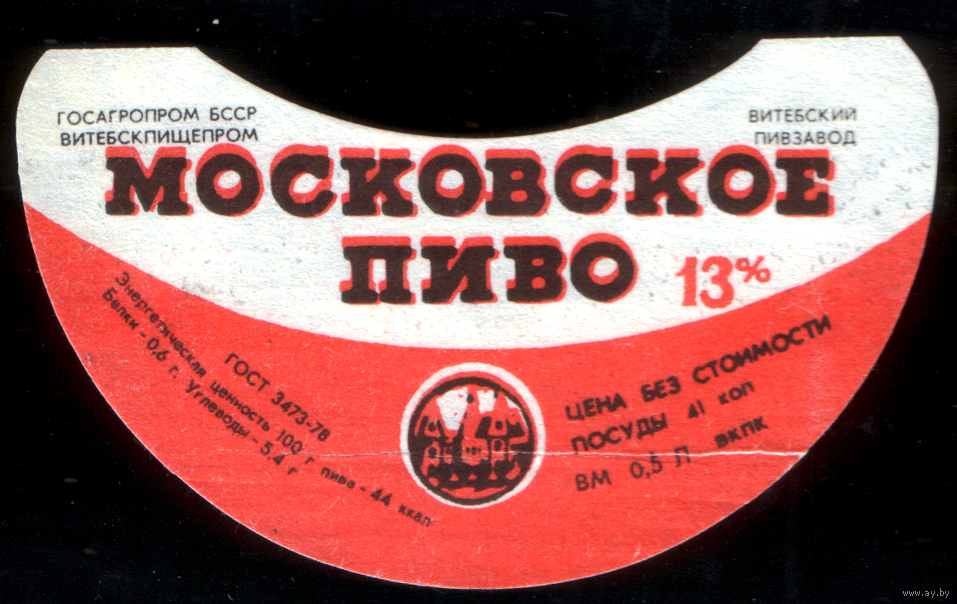 ГОСАГРОПРОМ БССР
ВИТЕБСКПИЩЕПРОМ
ВИТЕБСКИЙ
ПИВЗАВОД
МОСКОВСКОЕ
ПИВО
13%
ГОСТ 3473-78
Энергетическая ценность 100 г пива - 44 ккал
Белки - 0,6 г. Углеводы - 5,4 г
ЦЕНА БЕЗ СТОИМОСТИ
ПОСУДЫ 41 коп
ВМ 0,5 Л ВКПК
www.ay.by